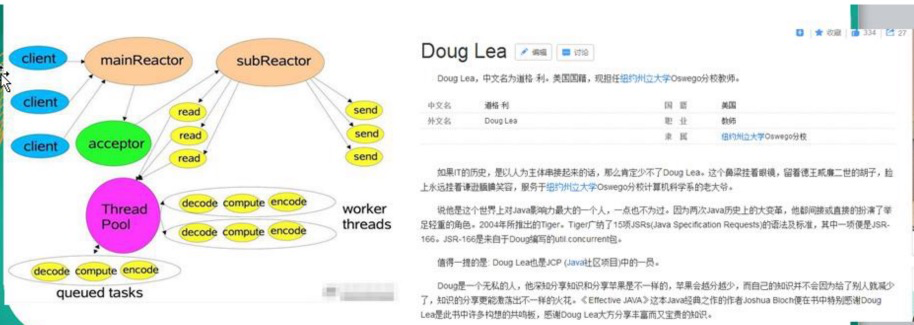 client
mainReactor
subReactor
client
client
acceptor
read
read
read
send
send
send
Thread
Pool
decode compute encode
decode compute encode
worker
threads
decode compute encode
queued tasks
收藏 334 27
Doug Lea 编辑 讨论
Doug Lea，中文名为道格·利。美国国籍，现担任纽约州立大学Oswego分校教师。
中文名 道格·利 国 籍 美国
外文名 Doug Lea 职 业 教师
隶 属 纽约州立大学Oswego分校
如果IT的历史，是以人为主体串接起来的话，那么肯定少不了Doug Lea。这个鼻梁挂着眼镜，留着德王威廉二世的胡子，脸
上永远挂着谦逊腼腆笑容，服务于纽约州立大学Oswego分校计算机科学系的老大爷。
说他是这个世界上对Java影响力最大的一个人，一点也不为过。因为两次Java历史上的大变革，他都间接或直接的扮演了举
足轻重的角色。2004年所推出的Tiger。Tiger广纳了15项JSRs(Java Specification Requests)的语法及标准，其中一项便是JSR-
166。JSR-166是来自于Doug编写的util.concurrent包。
值得一提的是: Doug Lea也是JCP (Java社区项目)中的一员。
Doug是一个无私的人，他深知分享知识和分享苹果是不一样的，苹果会越分越少，而自己的知识并不会因为给了别人就减少
了，知识的分享更能激荡出不一样的火花。《Effective JAVA》这本Java经典之作的作者Joshua Bloch便在书中特别感谢Doug
Lea是此书中许多构想的共鸣板，感谢Doug Lea大方分享丰富而又宝贵的知识。